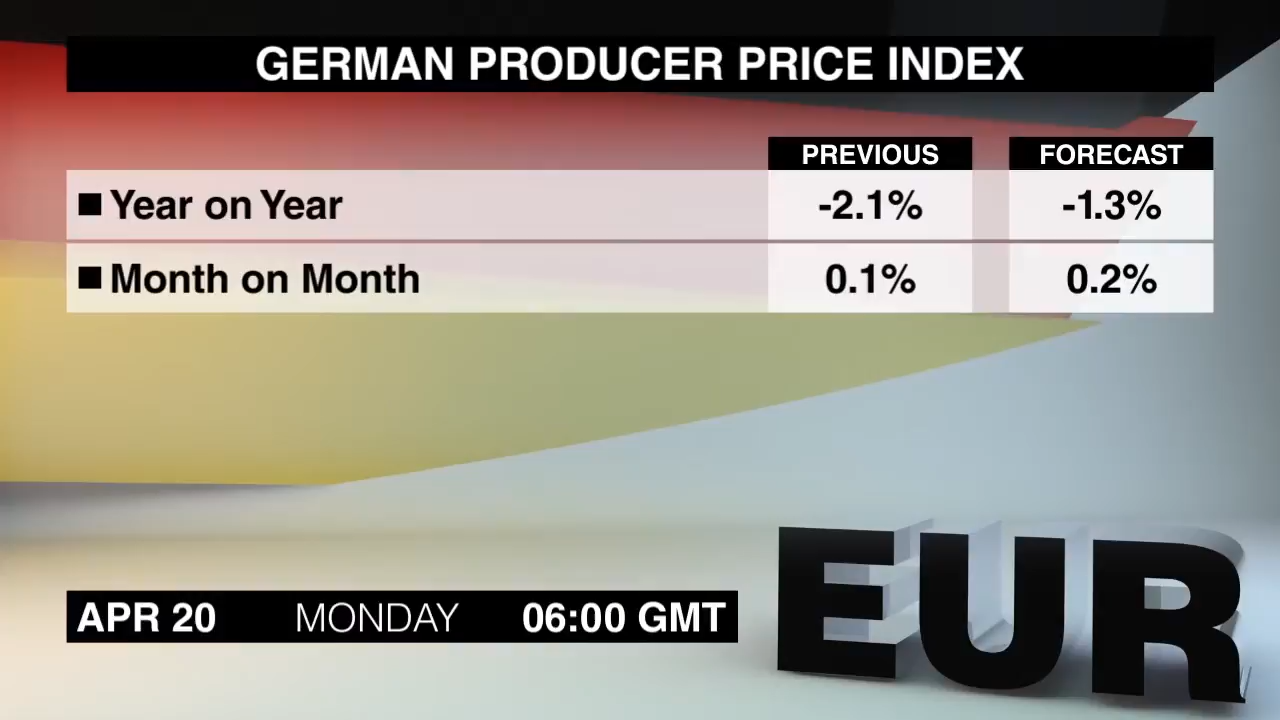 GERMAN PRODUCER PRICE INDEX
PREVIOUS FORECAST
Year on Year -2.1% -1.3%
Month on Month 0.1% 0.2%
APR 20 MONDAY 06:00 GMT
EUR